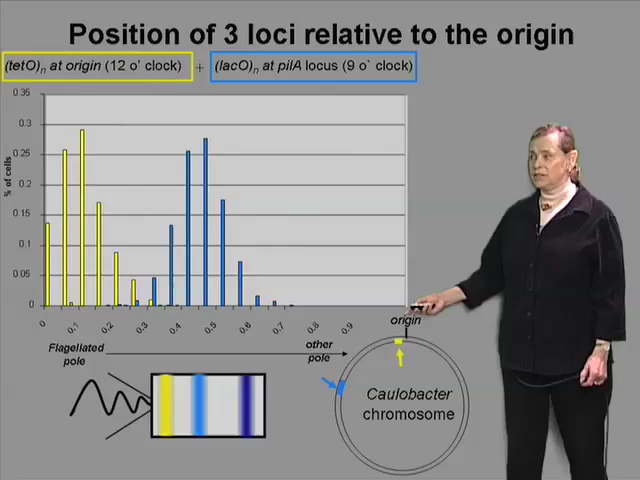 Position of 3 loci relative to the origin
(tetO)n at origin (12 o' clock) + (lacO)n at pilA locus (9 o` clock)
0.35
0.3
0.25
0.2
0.15
0.1
0.05
0
% of cells
0 0.1 0.2 0.3 0.4 0.5 0.6 0.7 0.8 0.9
Flagellated pole
other pole
origin
Caulobacter
chromosome